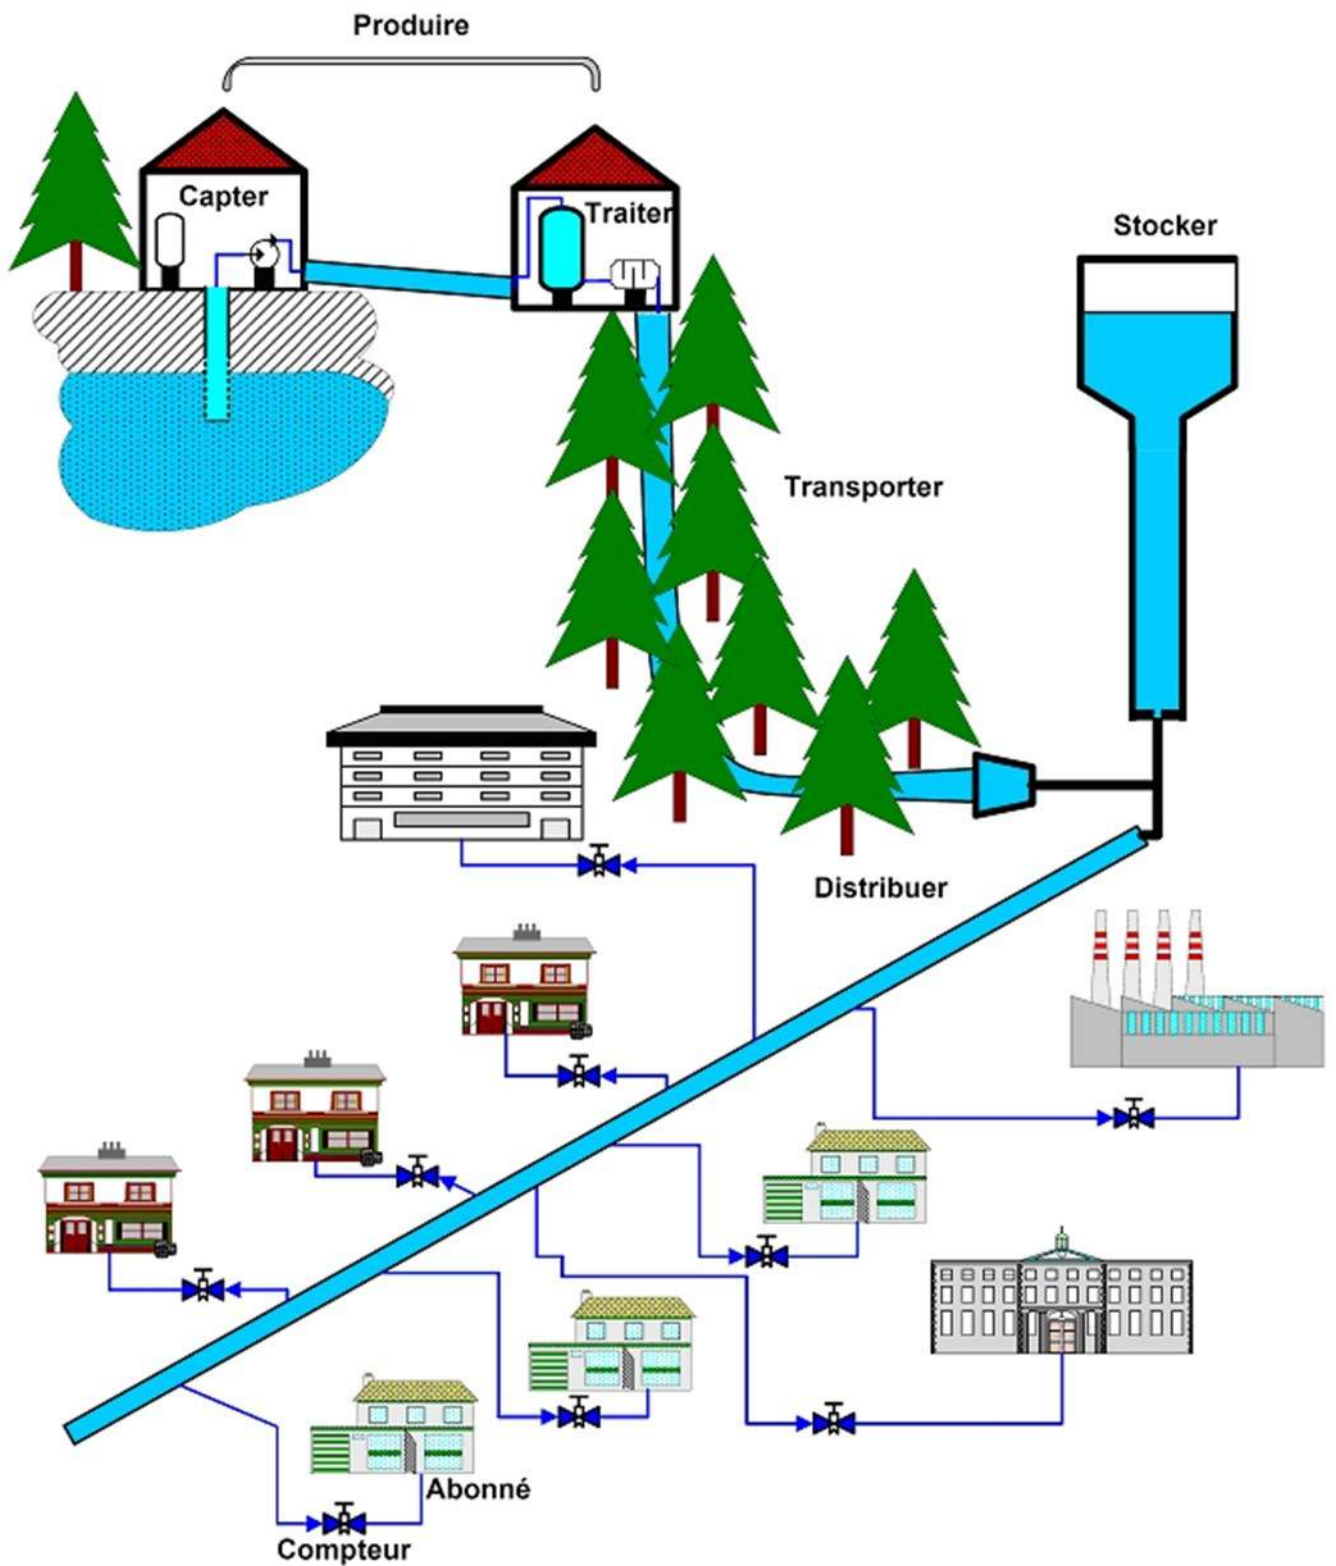 Produire
Capter
Traiter
Stocker
Transporter
Distribuer
Abonné
Compteur